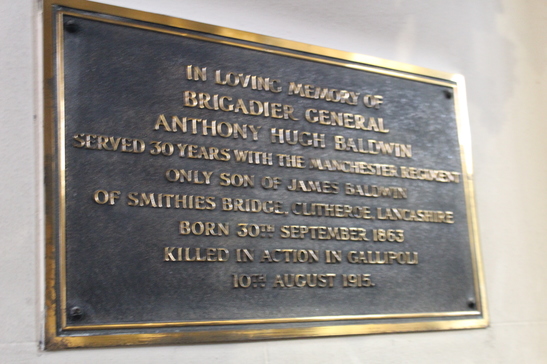 IN LOVING MEMORY OF
BRIGADIER GENERAL
ANTHONY HUGH BALDWIN
SERVED 30 YEARS WITH THE MANCHESTER REGIMENT
ONLY SON OF JAMES BALDWIN
OF SMITHIES BRIDGE, CLITHEROE, LANCASHIRE
BORN 30TH SEPTEMBER 1863
KILLED IN ACTION IN GALLIPOLI
10TH AUGUST 1915.